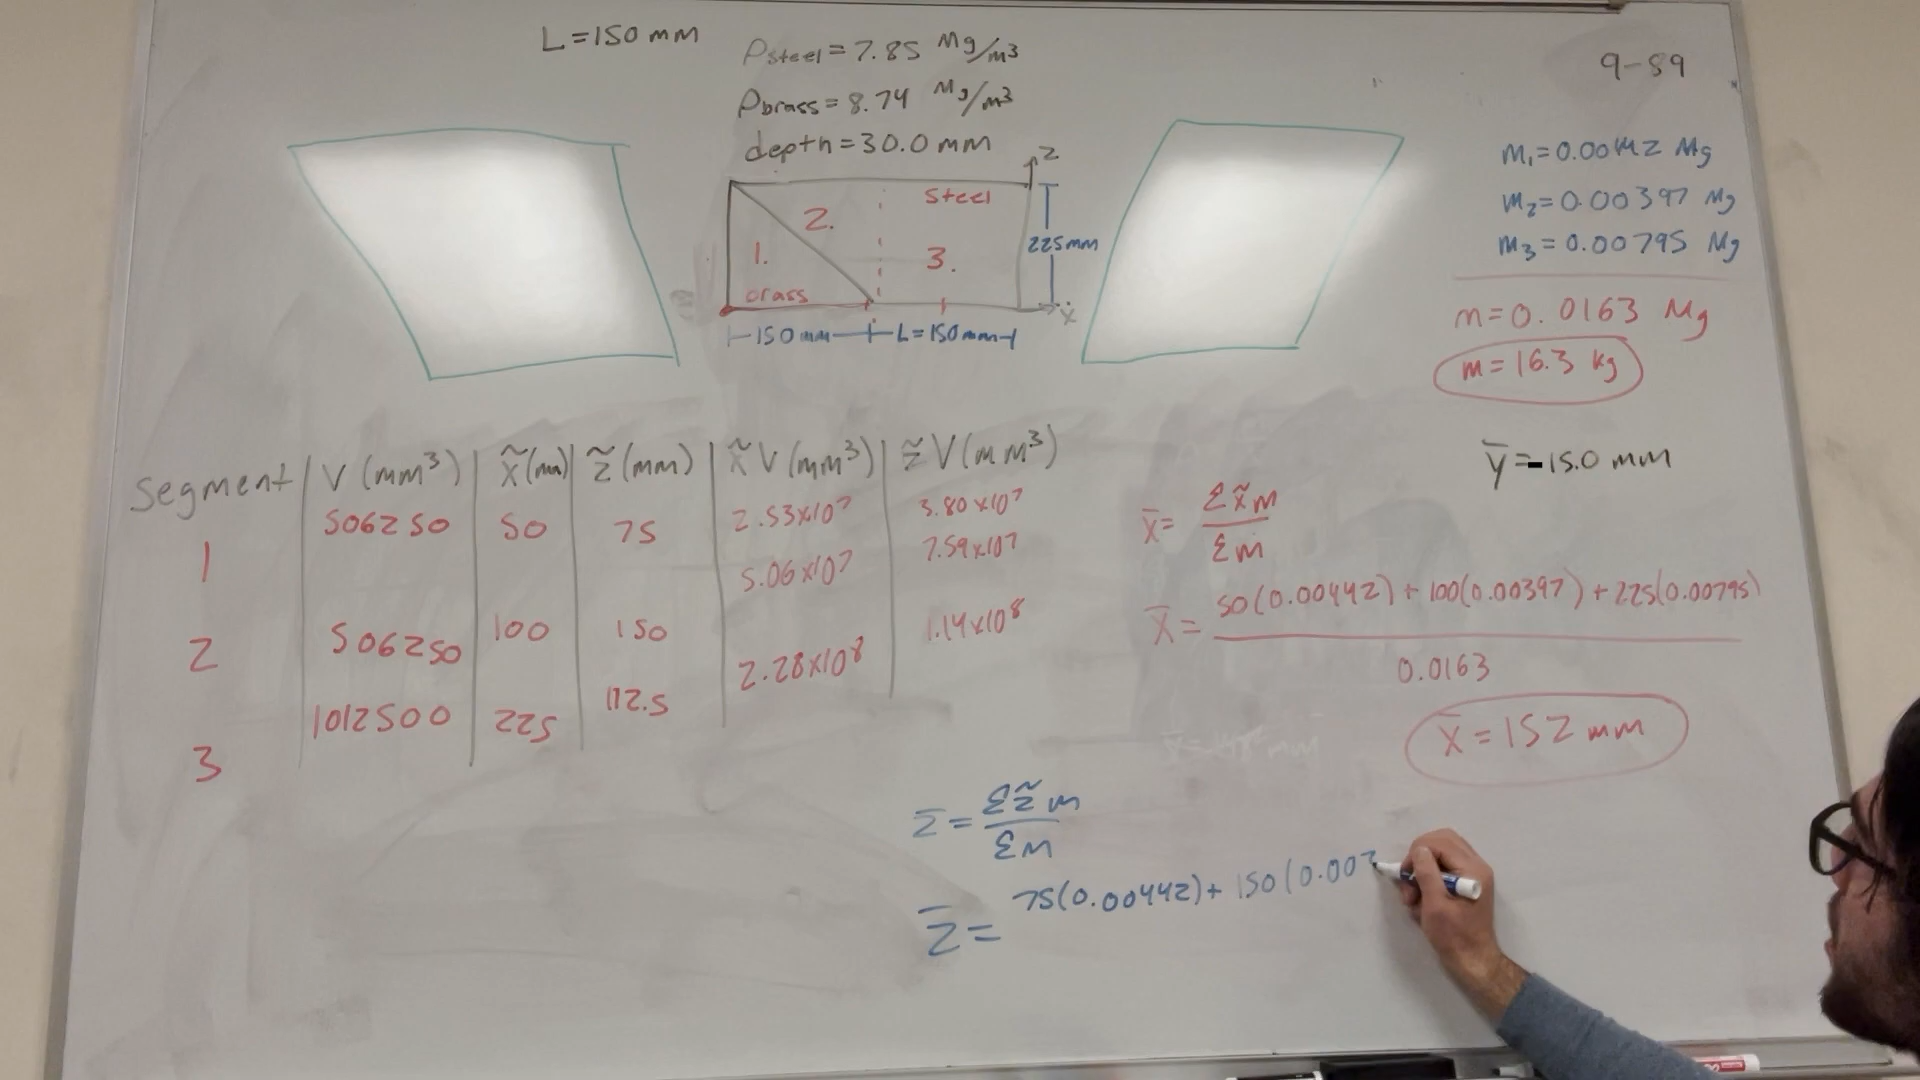 L=150 mm
ρsteel = 7.85 Mg/m³
ρbrass = 8.74 Mg/m³
depth = 30.0 mm
9-89
z
steel
2.
1.
3.
225mm
brass
x
150 mm
L=150mm
m₁=0.00442 Mg
m₂=0.00397 Mg
m₃=0.00795 Mg
m=0.0163 Mg
m=16.3 kg
ȳ=-15.0 mm
Segment V (mm³) x̃ (mm) z̃ (mm) x̃ V (mm³) z̃ V (mm³)
1 506250 50 75 2.53x10⁷ 3.80x10⁷
2 506250 100 150 5.06x10⁷ 7.59x10⁷
3 1012500 225 112.5 2.28x10⁸ 1.14x10⁸
x̄ = Σx̃m / Σm
x̄ = 50(0.00442)+100(0.00397)+225(0.00795) / 0.0163
x̄ = 152 mm
z̄ = Σz̃m / Σm
z̄ = 75(0.00442)+150(0.00